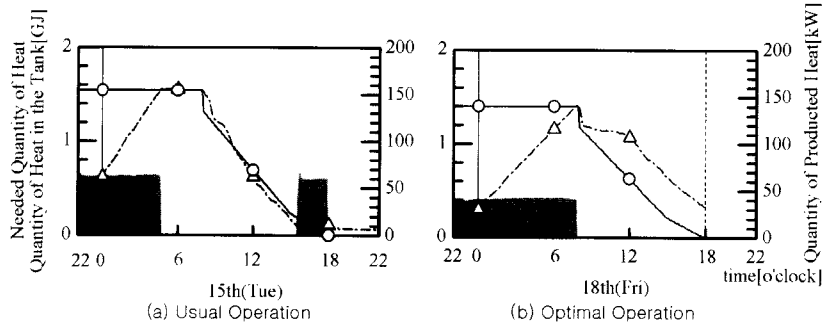 Needed Quantity of Heat
Quantity of Heat in the Tank[GJ]
2
1
0
200
150
100
50
0
22 0 6 12 18 22
15th(Tue)
(a) Usual Operation
2
1
0
200
150
100
50
0
Quantity of Producted Heat[kW]
22 0 6 12 18 22
18th(Fri)
time[o'clock]
(b) Optimal Operation